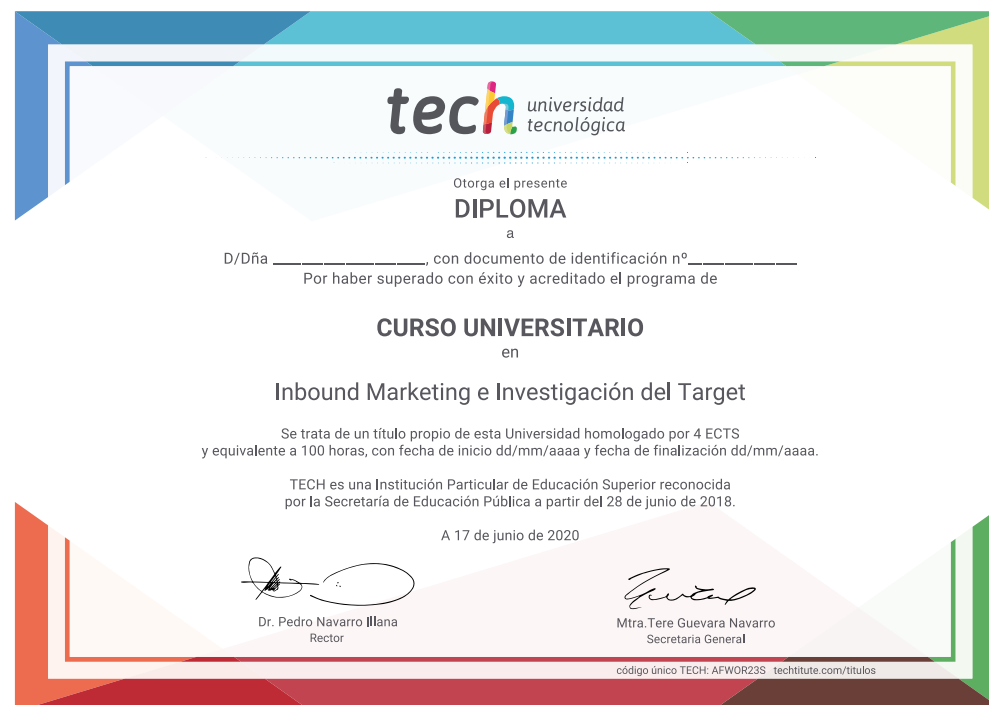 tech universidad
tecnológica
Otorga el presente
DIPLOMA
a
D/Dña __________________, con documento de identificación nº_____________
Por haber superado con éxito y acreditado el programa de
CURSO UNIVERSITARIO
en
Inbound Marketing e Investigación del Target
Se trata de un título propio de esta Universidad homologado por 4 ECTS
y equivalente a 100 horas, con fecha de inicio dd/mm/aaaa y fecha de finalización dd/mm/aaaa.
TECH es una Institución Particular de Educación Superior reconocida
por la Secretaría de Educación Pública a partir del 28 de junio de 2018.
A 17 de junio de 2020
Dr. Pedro Navarro Illana
Rector
Mtra.Tere Guevara Navarro
Secretaria General
código único TECH: AFWOR23S techtitute.com/titulos